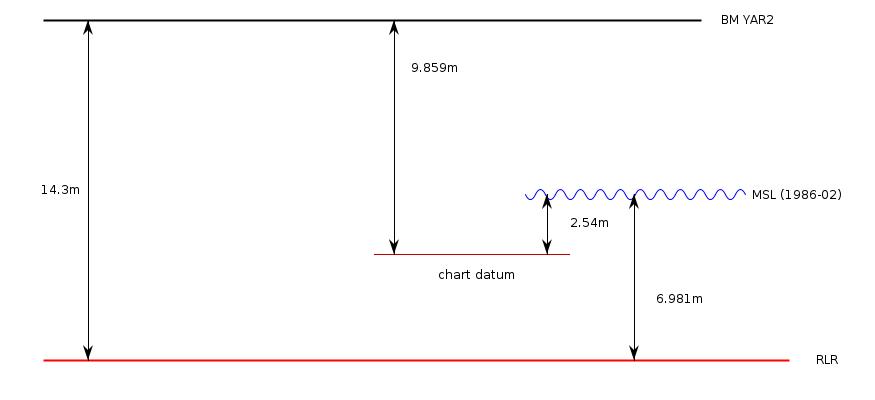 BM YAR2
9.859m
14.3m
MSL (1986-02)
2.54m
chart datum
6.981m
RLR